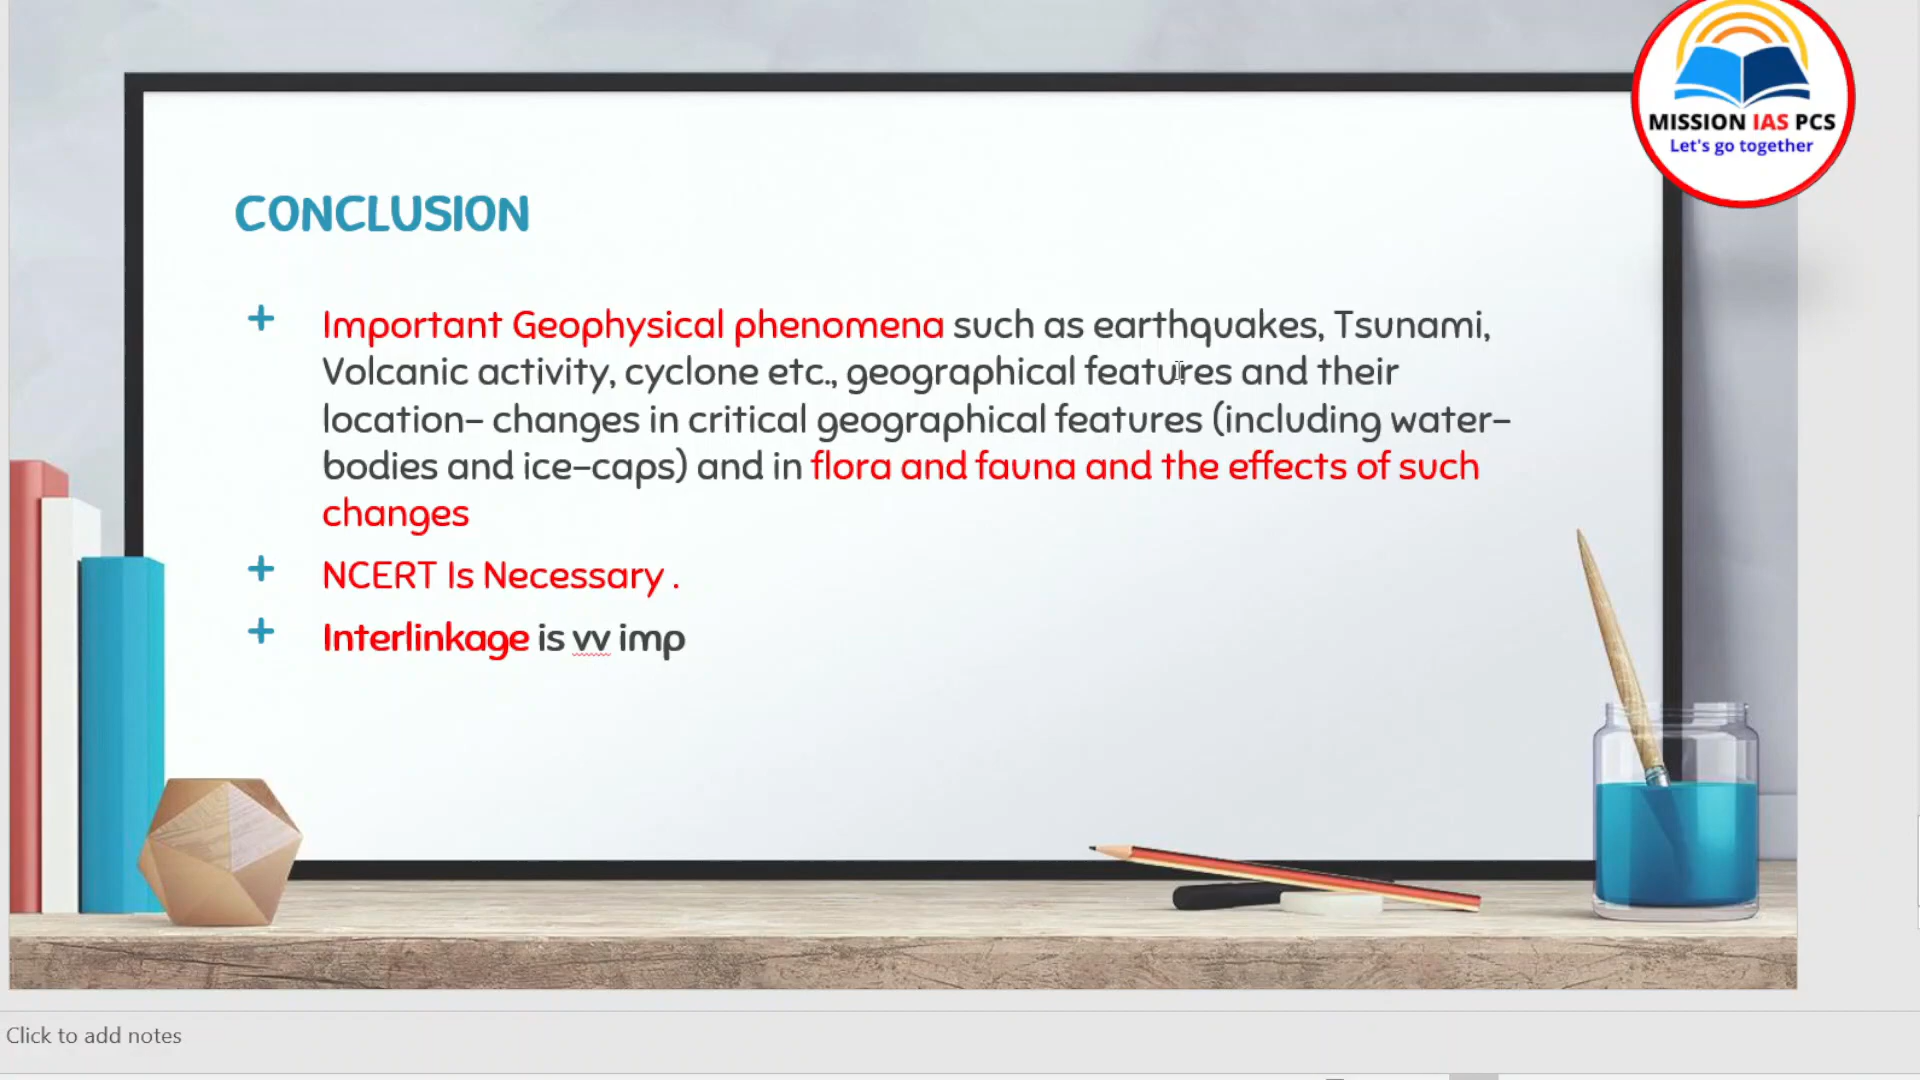 MISSION IAS PCS
Let's go together
CONCLUSION
+ Important Geophysical phenomena such as earthquakes, Tsunami,
Volcanic activity, cyclone etc., geographical features and their
location– changes in critical geographical features (including water–
bodies and ice–caps) and in flora and fauna and the effects of such
changes
+ NCERT Is Necessary .
+ Interlinkage is vv imp
Click to add notes